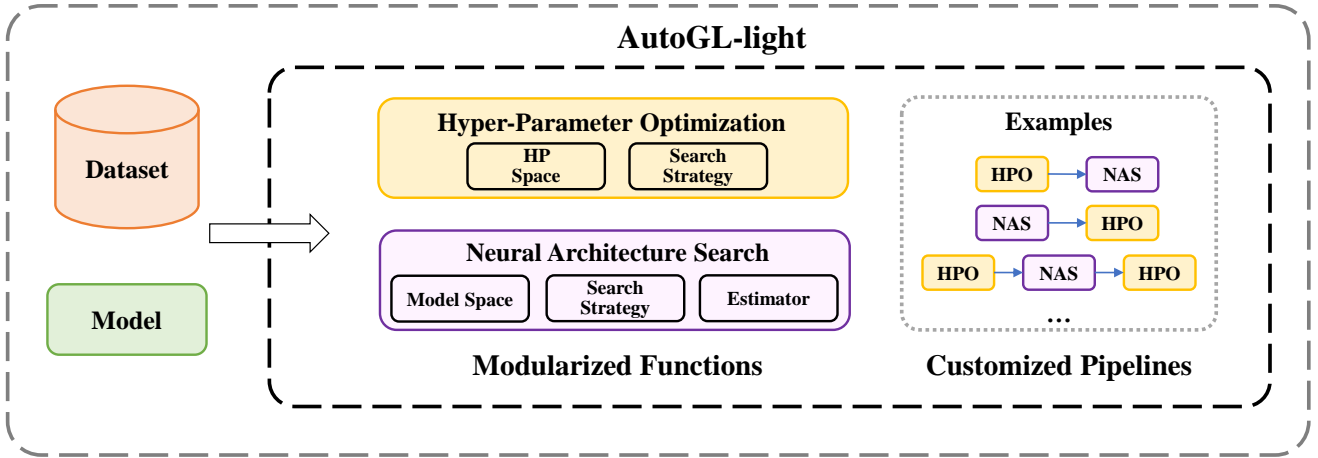 AutoGL-light
Dataset
Model
Hyper-Parameter Optimization
HP
Space
Search
Strategy
Neural Architecture Search
Model Space
Search
Strategy
Estimator
Modularized Functions
Examples
HPO NAS
NAS HPO
HPO NAS HPO
...
Customized Pipelines